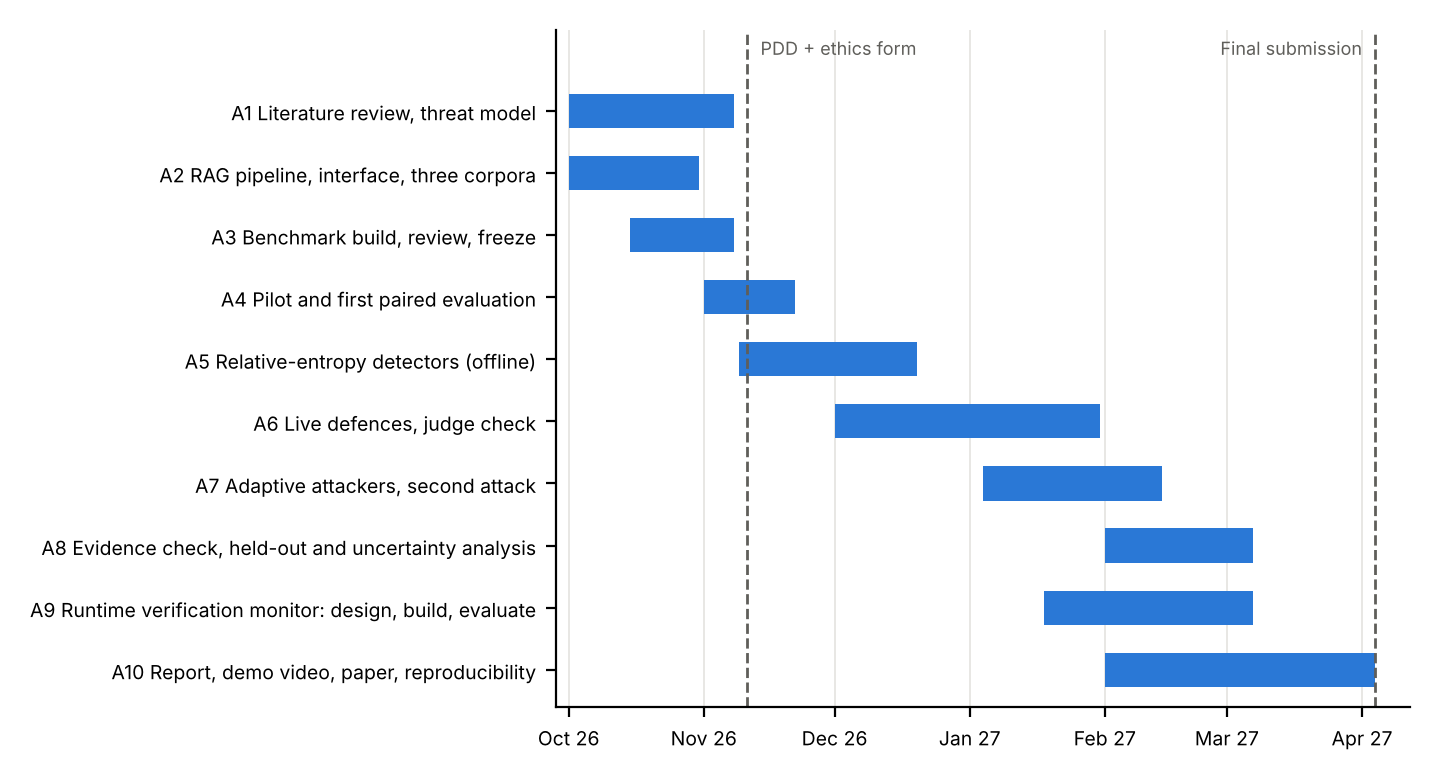 PDD + ethics form
Final submission
A1 Literature review, threat model
A2 RAG pipeline, interface, three corpora
A3 Benchmark build, review, freeze
A4 Pilot and first paired evaluation
A5 Relative-entropy detectors (offline)
A6 Live defences, judge check
A7 Adaptive attackers, second attack
A8 Evidence check, held-out and uncertainty analysis
A9 Runtime verification monitor: design, build, evaluate
A10 Report, demo video, paper, reproducibility
Oct 26
Nov 26
Dec 26
Jan 27
Feb 27
Mar 27
Apr 27